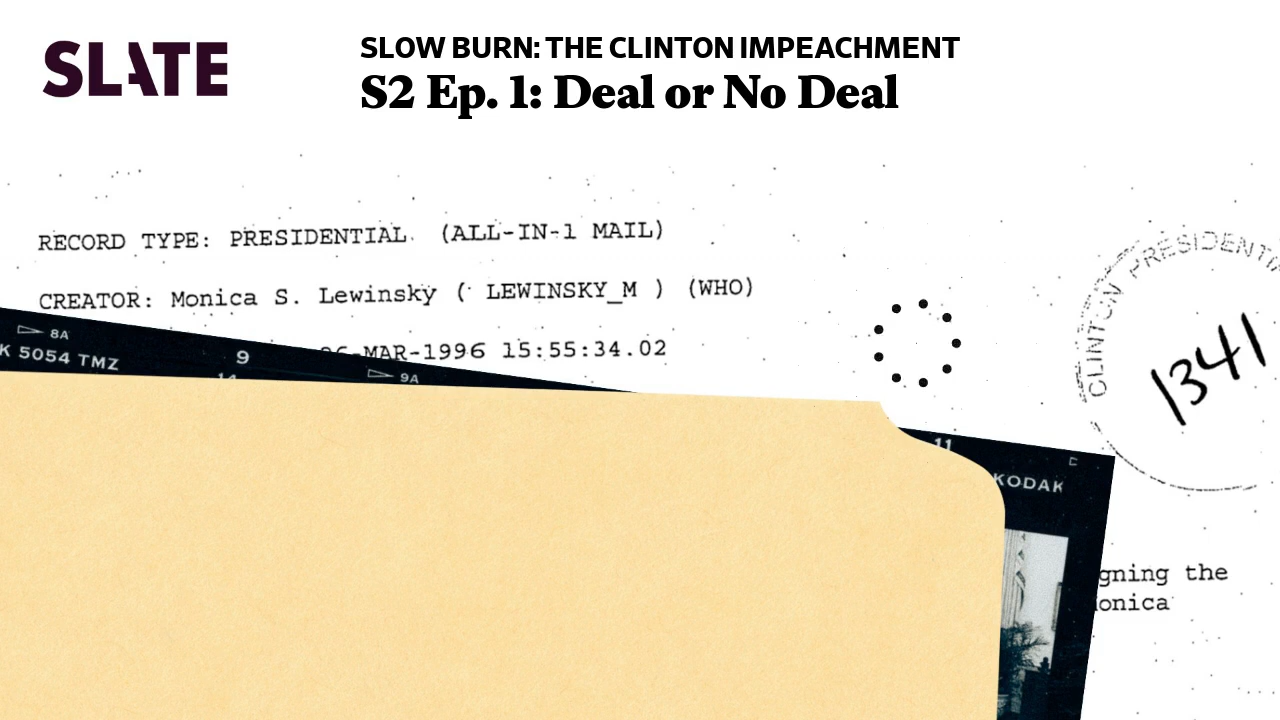 SLATE
SLOW BURN: THE CLINTON IMPEACHMENT
S2 Ep. 1: Deal or No Deal
RECORD TYPE: PRESIDENTIAL (ALL-IN-1 MAIL)
CREATOR: Monica S. Lewinsky ( LEWINSKY_M ) (WHO)
-MAR-1996 15:55:34.02
CLINTON PRESIDENTI
1341
8A
K 5054 TMZ
9
9A
11
KODAK
gning the
onica